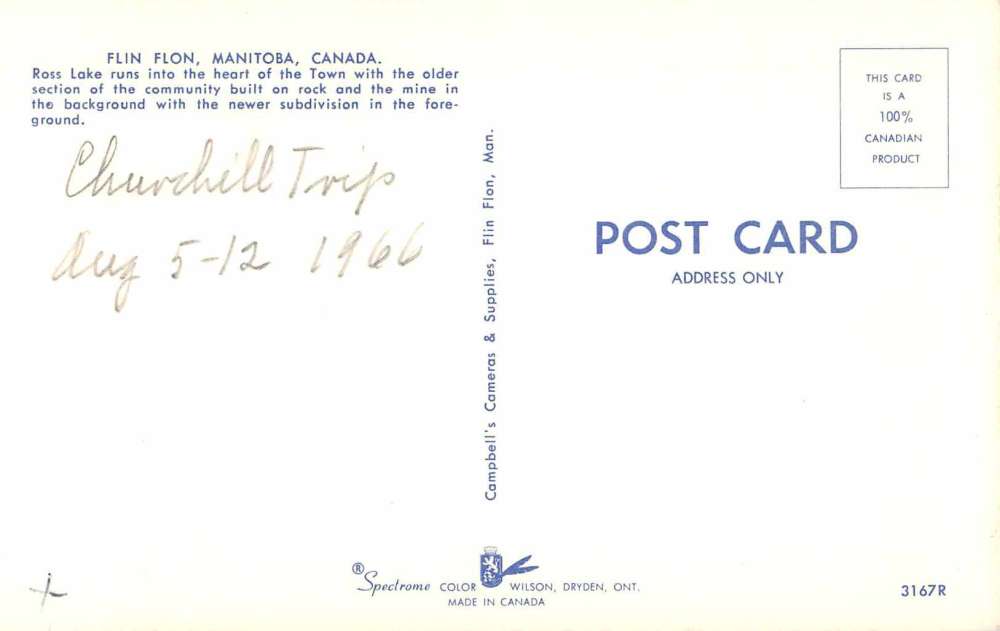 FLIN FLON, MANITOBA, CANADA.
Ross Lake runs into the heart of the Town with the older
section of the community built on rock and the mine in
the background with the newer subdivision in the fore-
ground.
Churchill Trip
Aug 5-12 1966
Campbell's Cameras & Supplies, Flin Flon, Man.
THIS CARD
IS A
100%
CANADIAN
PRODUCT
POST CARD
ADDRESS ONLY
® Spectrome COLOR WILSON, DRYDEN, ONT.
MADE IN CANADA
3167R